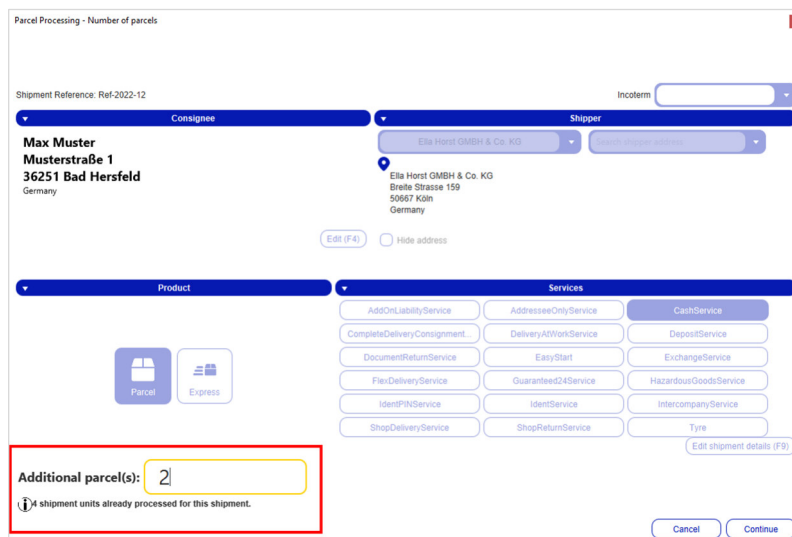 Parcel Processing - Number of parcels
Shipment Reference: Ref-2022-12
Incoterm
Consignee
Shipper
Max Muster
Musterstraße 1
36251 Bad Hersfeld
Germany
Ella Horst GMBH & Co. KG
Search shipper address
Ella Horst GMBH & Co. KG
Breite Strasse 159
50667 Köln
Germany
Edit (F4)
Hide address
Product
Services
AddOnLiabilityService
AddresseeOnlyService
CashService
CompleteDeliveryConsignment...
DeliveryAtWorkService
DepositService
DocumentReturnService
EasyStart
ExchangeService
FlexDeliveryService
Guaranteed24Service
HazardousGoodsService
IdentPINService
IdentService
IntercompanyService
ShopDeliveryService
ShopReturnService
Tyre
Parcel
Express
Edit shipment details (F9)
Additional parcel(s): 2
4 shipment units already processed for this shipment.
Cancel
Continue